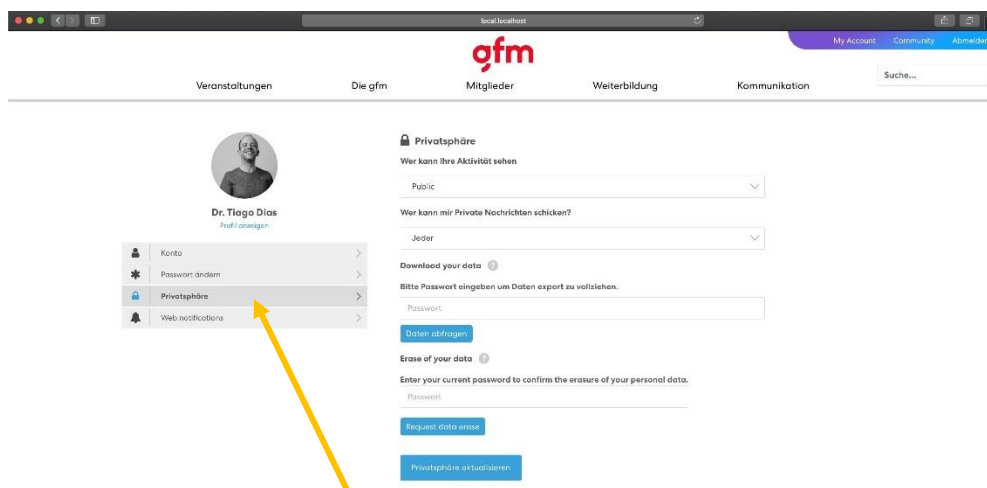 local.localhost
gfm
My Account Community Abmelden
Suche...
Veranstaltungen Die gfm Mitglieder Weiterbildung Kommunikation
Dr. Tiago Dias
Profil anzeigen
Konto
Passwort ändern
Privatsphäre
Web notifications
Privatsphäre
Wer kann Ihre Aktivität sehen
Public
Wer kann mir Private Nachrichten schicken?
Jeder
Download your data ?
Bitte Passwort eingeben um Daten export zu vollziehen.
Passwort
Daten abfragen
Erase of your data ?
Enter your current password to confirm the erasure of your personal data.
Passwort
Request data erase
Privatsphäre aktualisieren